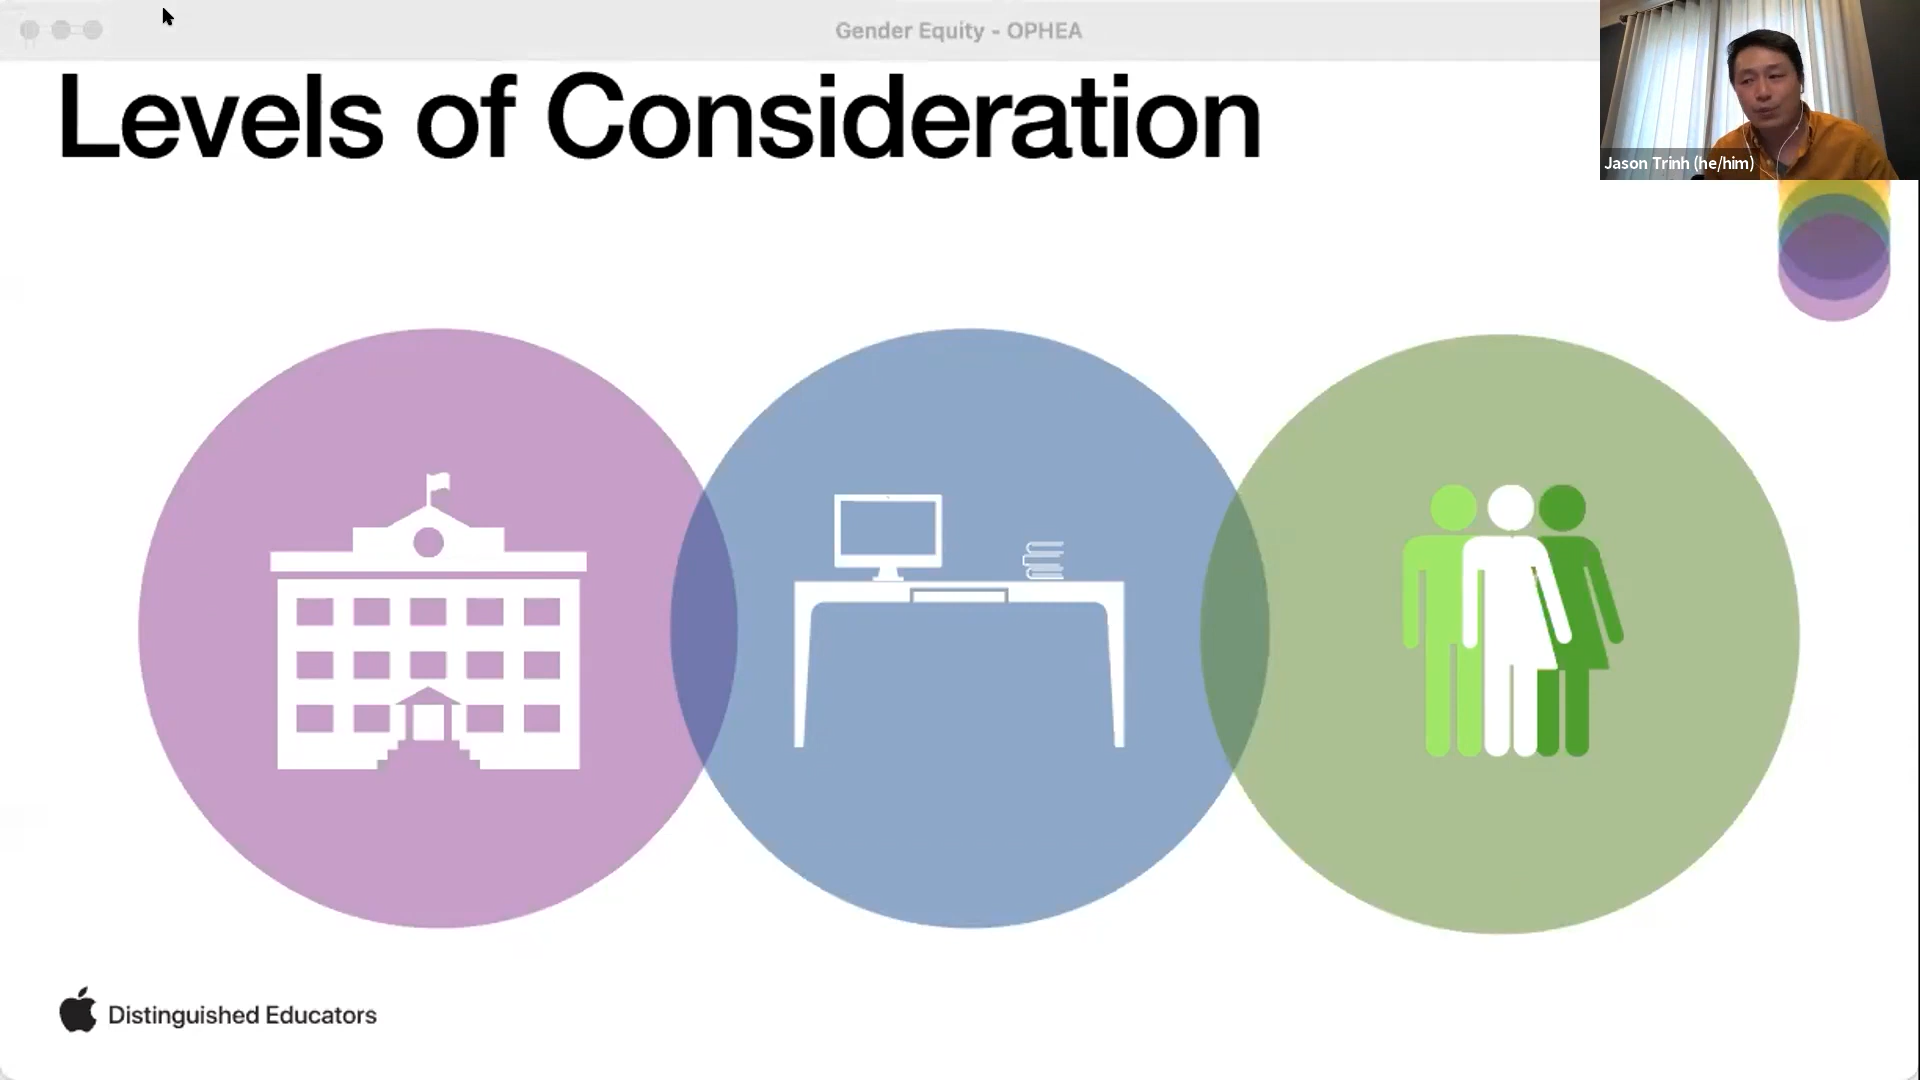 Gender Equity - OPHEA
Levels of Consideration
Jason Trinh (he/him)
Distinguished Educators